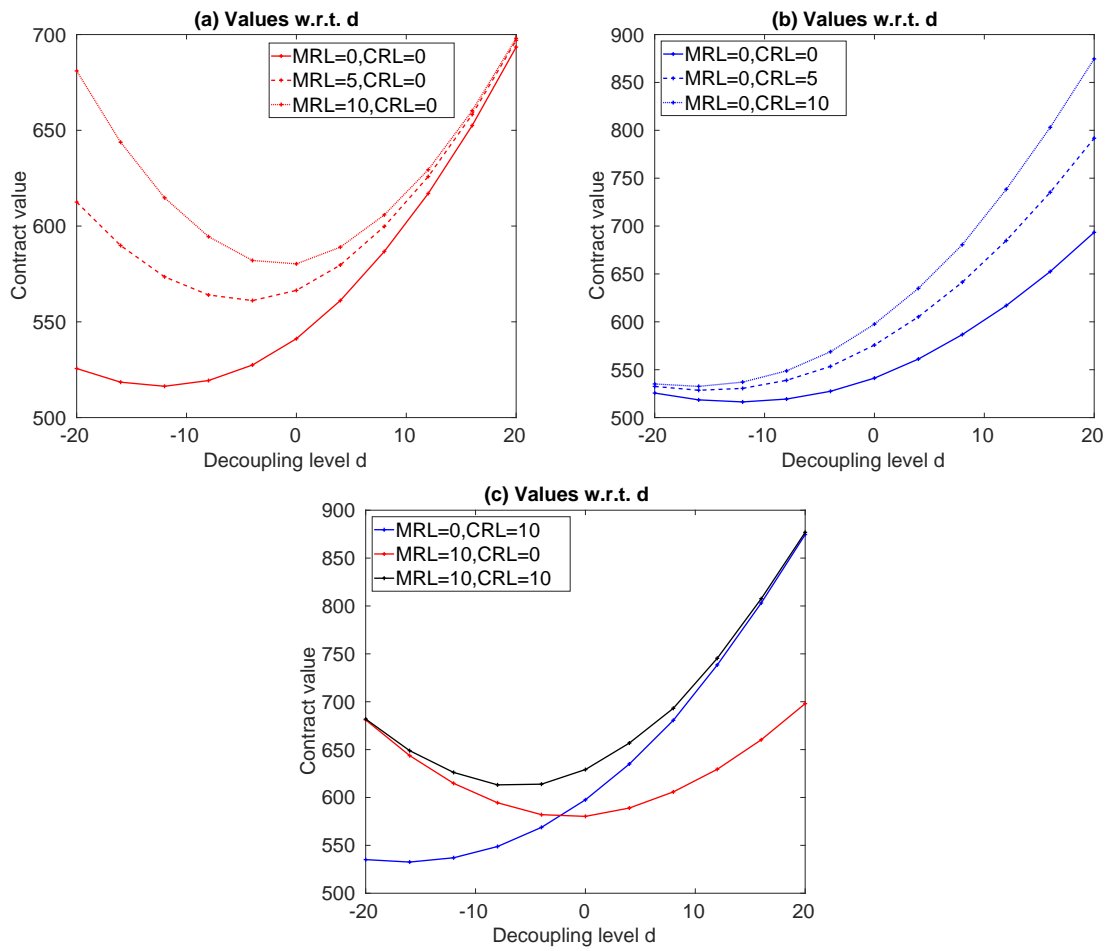 (a) Values w.r.t. d
700
650
600
550
500
Contract value
MRL=0,CRL=0
MRL=5,CRL=0
MRL=10,CRL=0
-20
-10
0
10
20
Decoupling level d
(b) Values w.r.t. d
900
850
800
750
700
650
600
550
500
Contract value
MRL=0,CRL=0
MRL=0,CRL=5
MRL=0,CRL=10
-20
-10
0
10
20
Decoupling level d
(c) Values w.r.t. d
900
850
800
750
700
650
600
550
500
Contract value
MRL=0,CRL=10
MRL=10,CRL=0
MRL=10,CRL=10
-20
-10
0
10
20
Decoupling level d